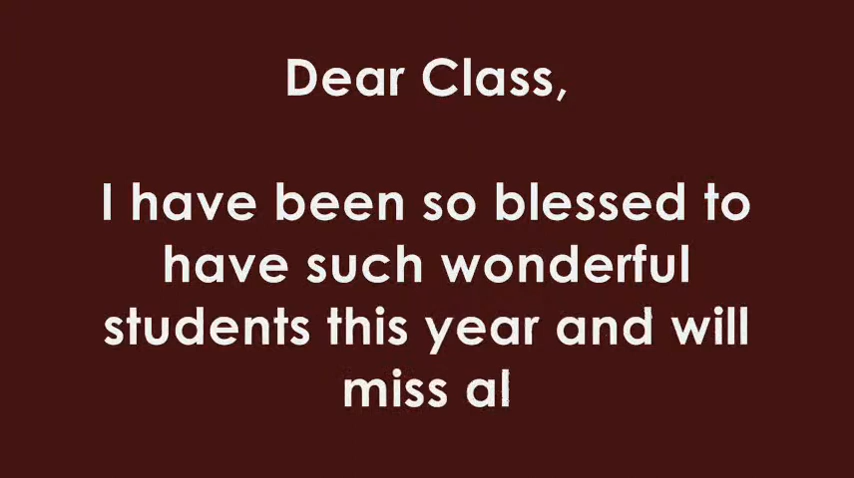 Dear Class,
I have been so blessed to
have such wonderful
students this year and will
miss al